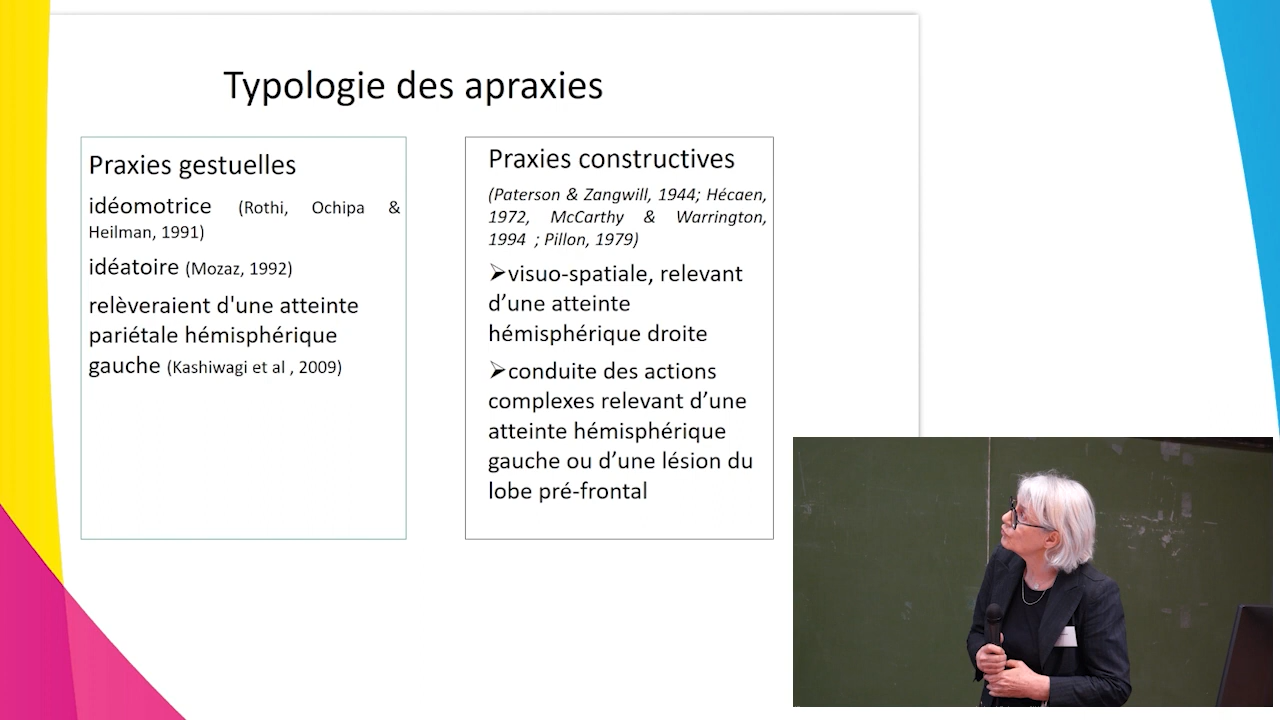 Typologie des apraxies
Praxies gestuelles
idéomotrice (Rothi, Ochipa &
Heilman, 1991)
idéatoire (Mozaz, 1992)
relèveraient d'une atteinte
pariétale hémisphérique
gauche (Kashiwagi et al , 2009)
Praxies constructives
(Paterson & Zangwill, 1944; Hécaen,
1972, McCarthy & Warrington,
1994 ; Pillon, 1979)
➢visuo-spatiale, relevant
d’une atteinte
hémisphérique droite
➢conduite des actions
complexes relevant d’une
atteinte hémisphérique
gauche ou d’une lésion du
lobe pré-frontal